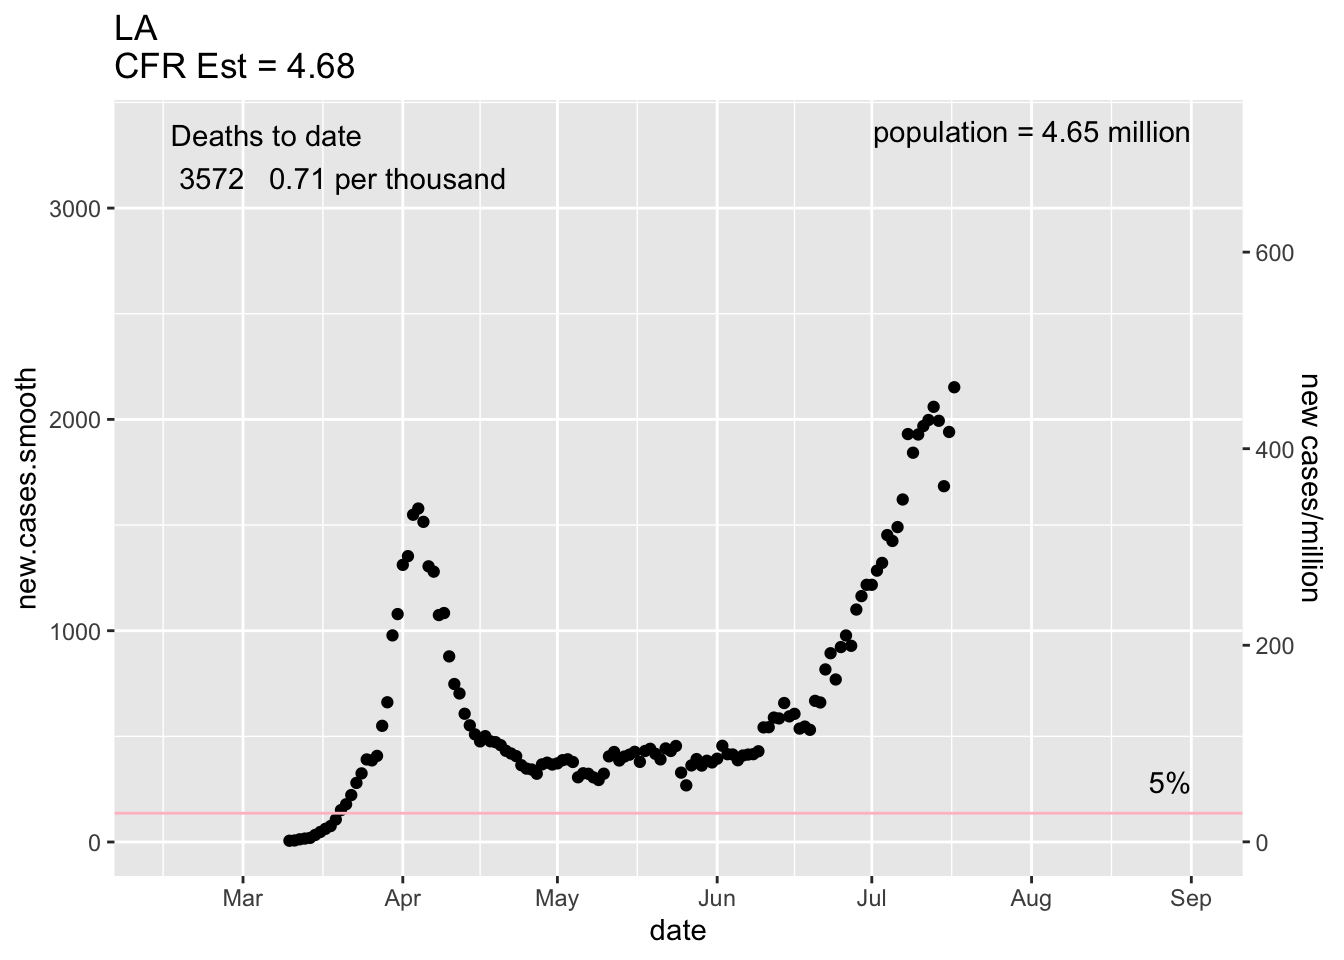 LA
CFR Est = 4.68
Deaths to date
3572 0.71 per thousand
population = 4.65 million
3000
2000
1000
0
new.cases.smooth
600
400
200
0
new cases/million
5%
Mar Apr May Jun Jul Aug Sep
date